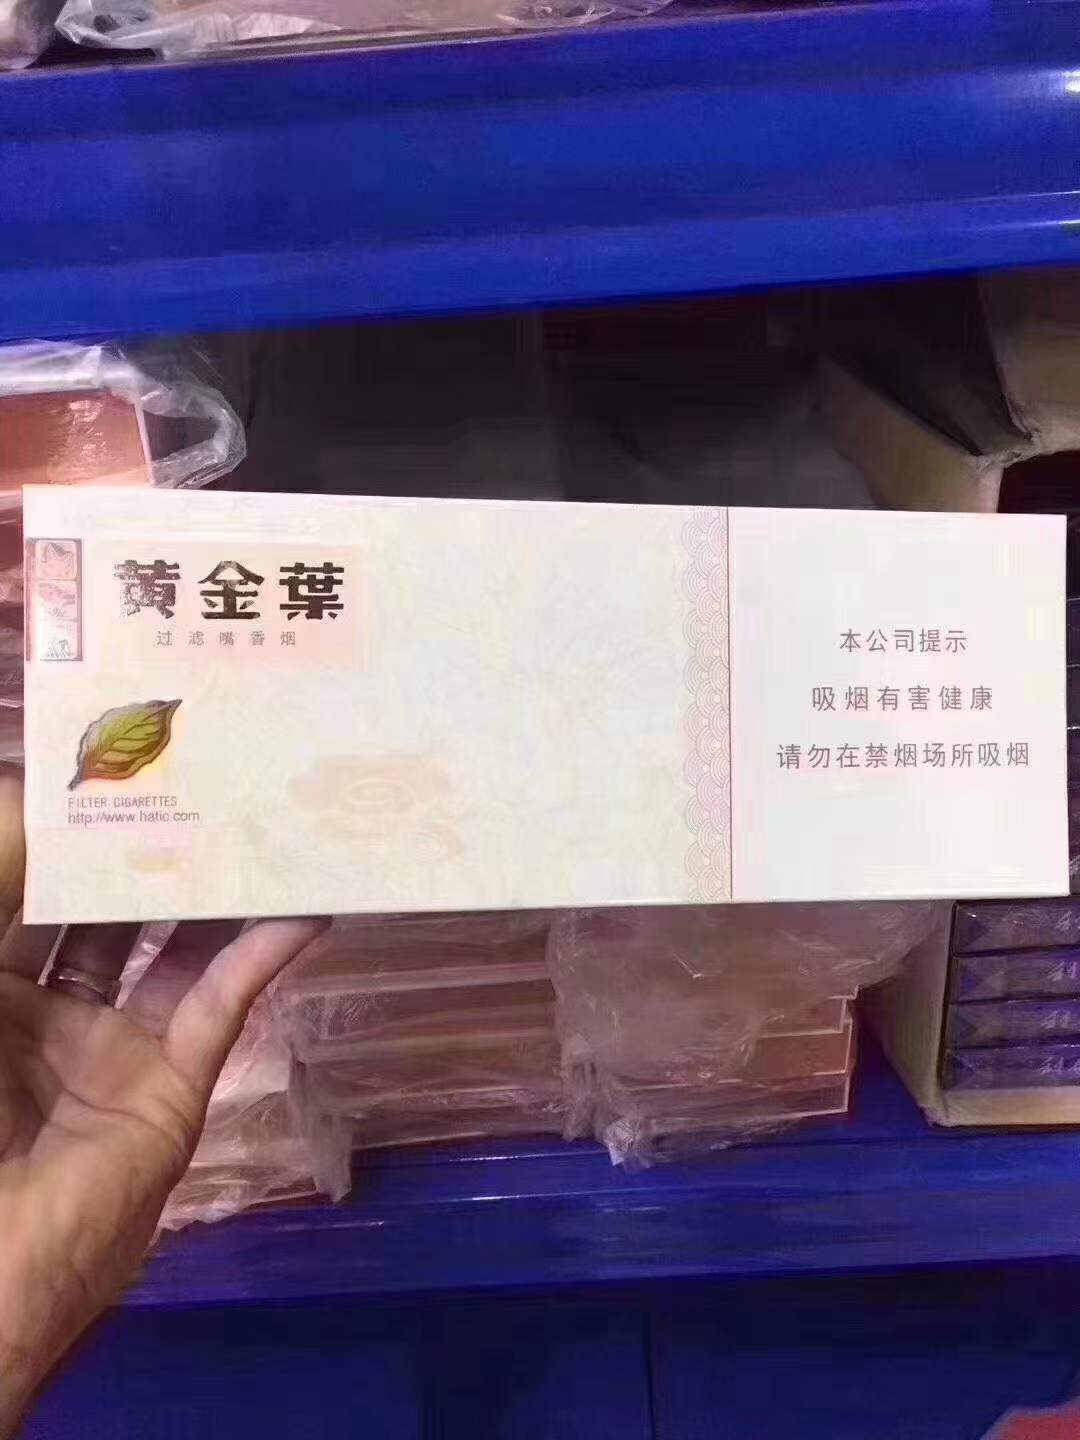 黄金葉
过滤嘴香烟
FILTER CIGARETTES
http://www.hatic.com
本公司提示
吸烟有害健康
请勿在禁烟场所吸烟